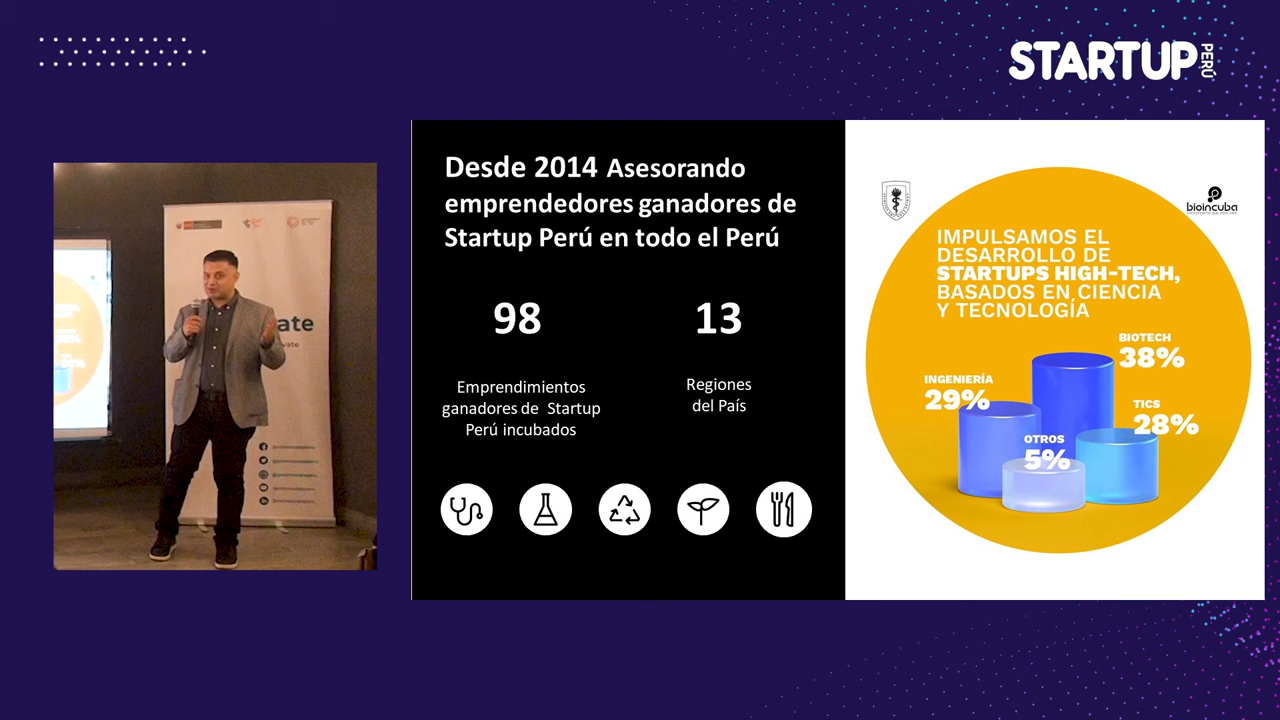 STARTUP
PERÚ
ate
vate
Desde 2014 Asesorando
emprendedores ganadores de
Startup Perú en todo el Perú
98
13
Emprendimientos
ganadores de Startup
Perú incubados
Regiones
del País
bioincuba
IMPULSAMOS EL
DESARROLLO DE
STARTUPS HIGH-TECH,
BASADOS EN CIENCIA
Y TECNOLOGÍA
BIOTECH
38%
INGENIERÍA
29%
TICS
28%
OTROS
5%